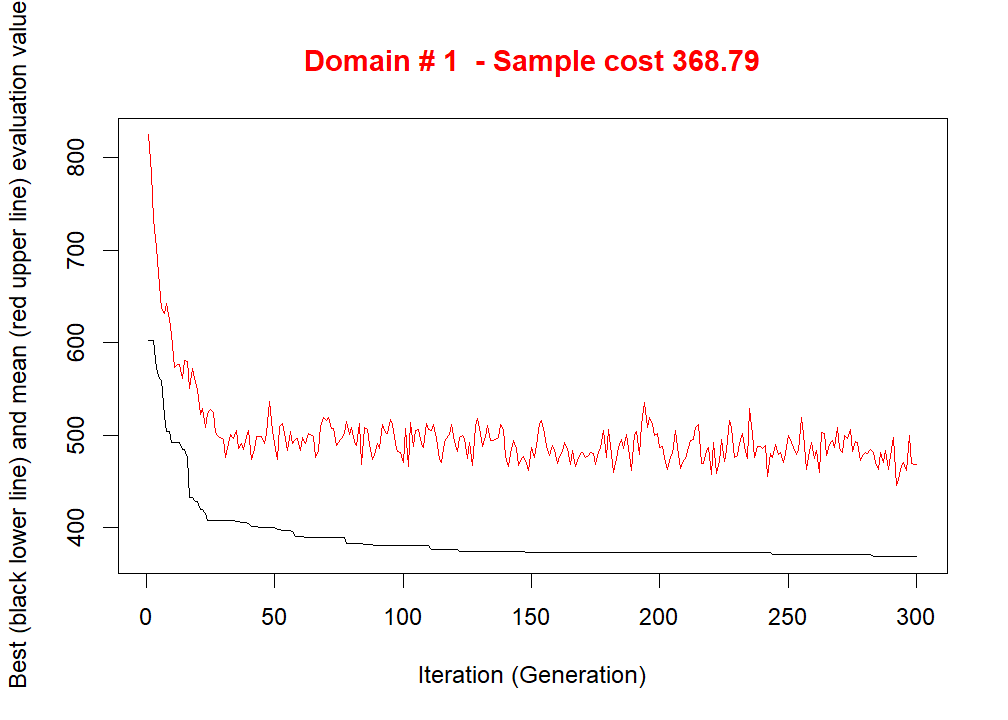 Domain # 1  - Sample cost 368.79
Best (black lower line) and mean (red upper line) evaluation value
800
700
600
500
400
0 50 100 150 200 250 300
Iteration (Generation)